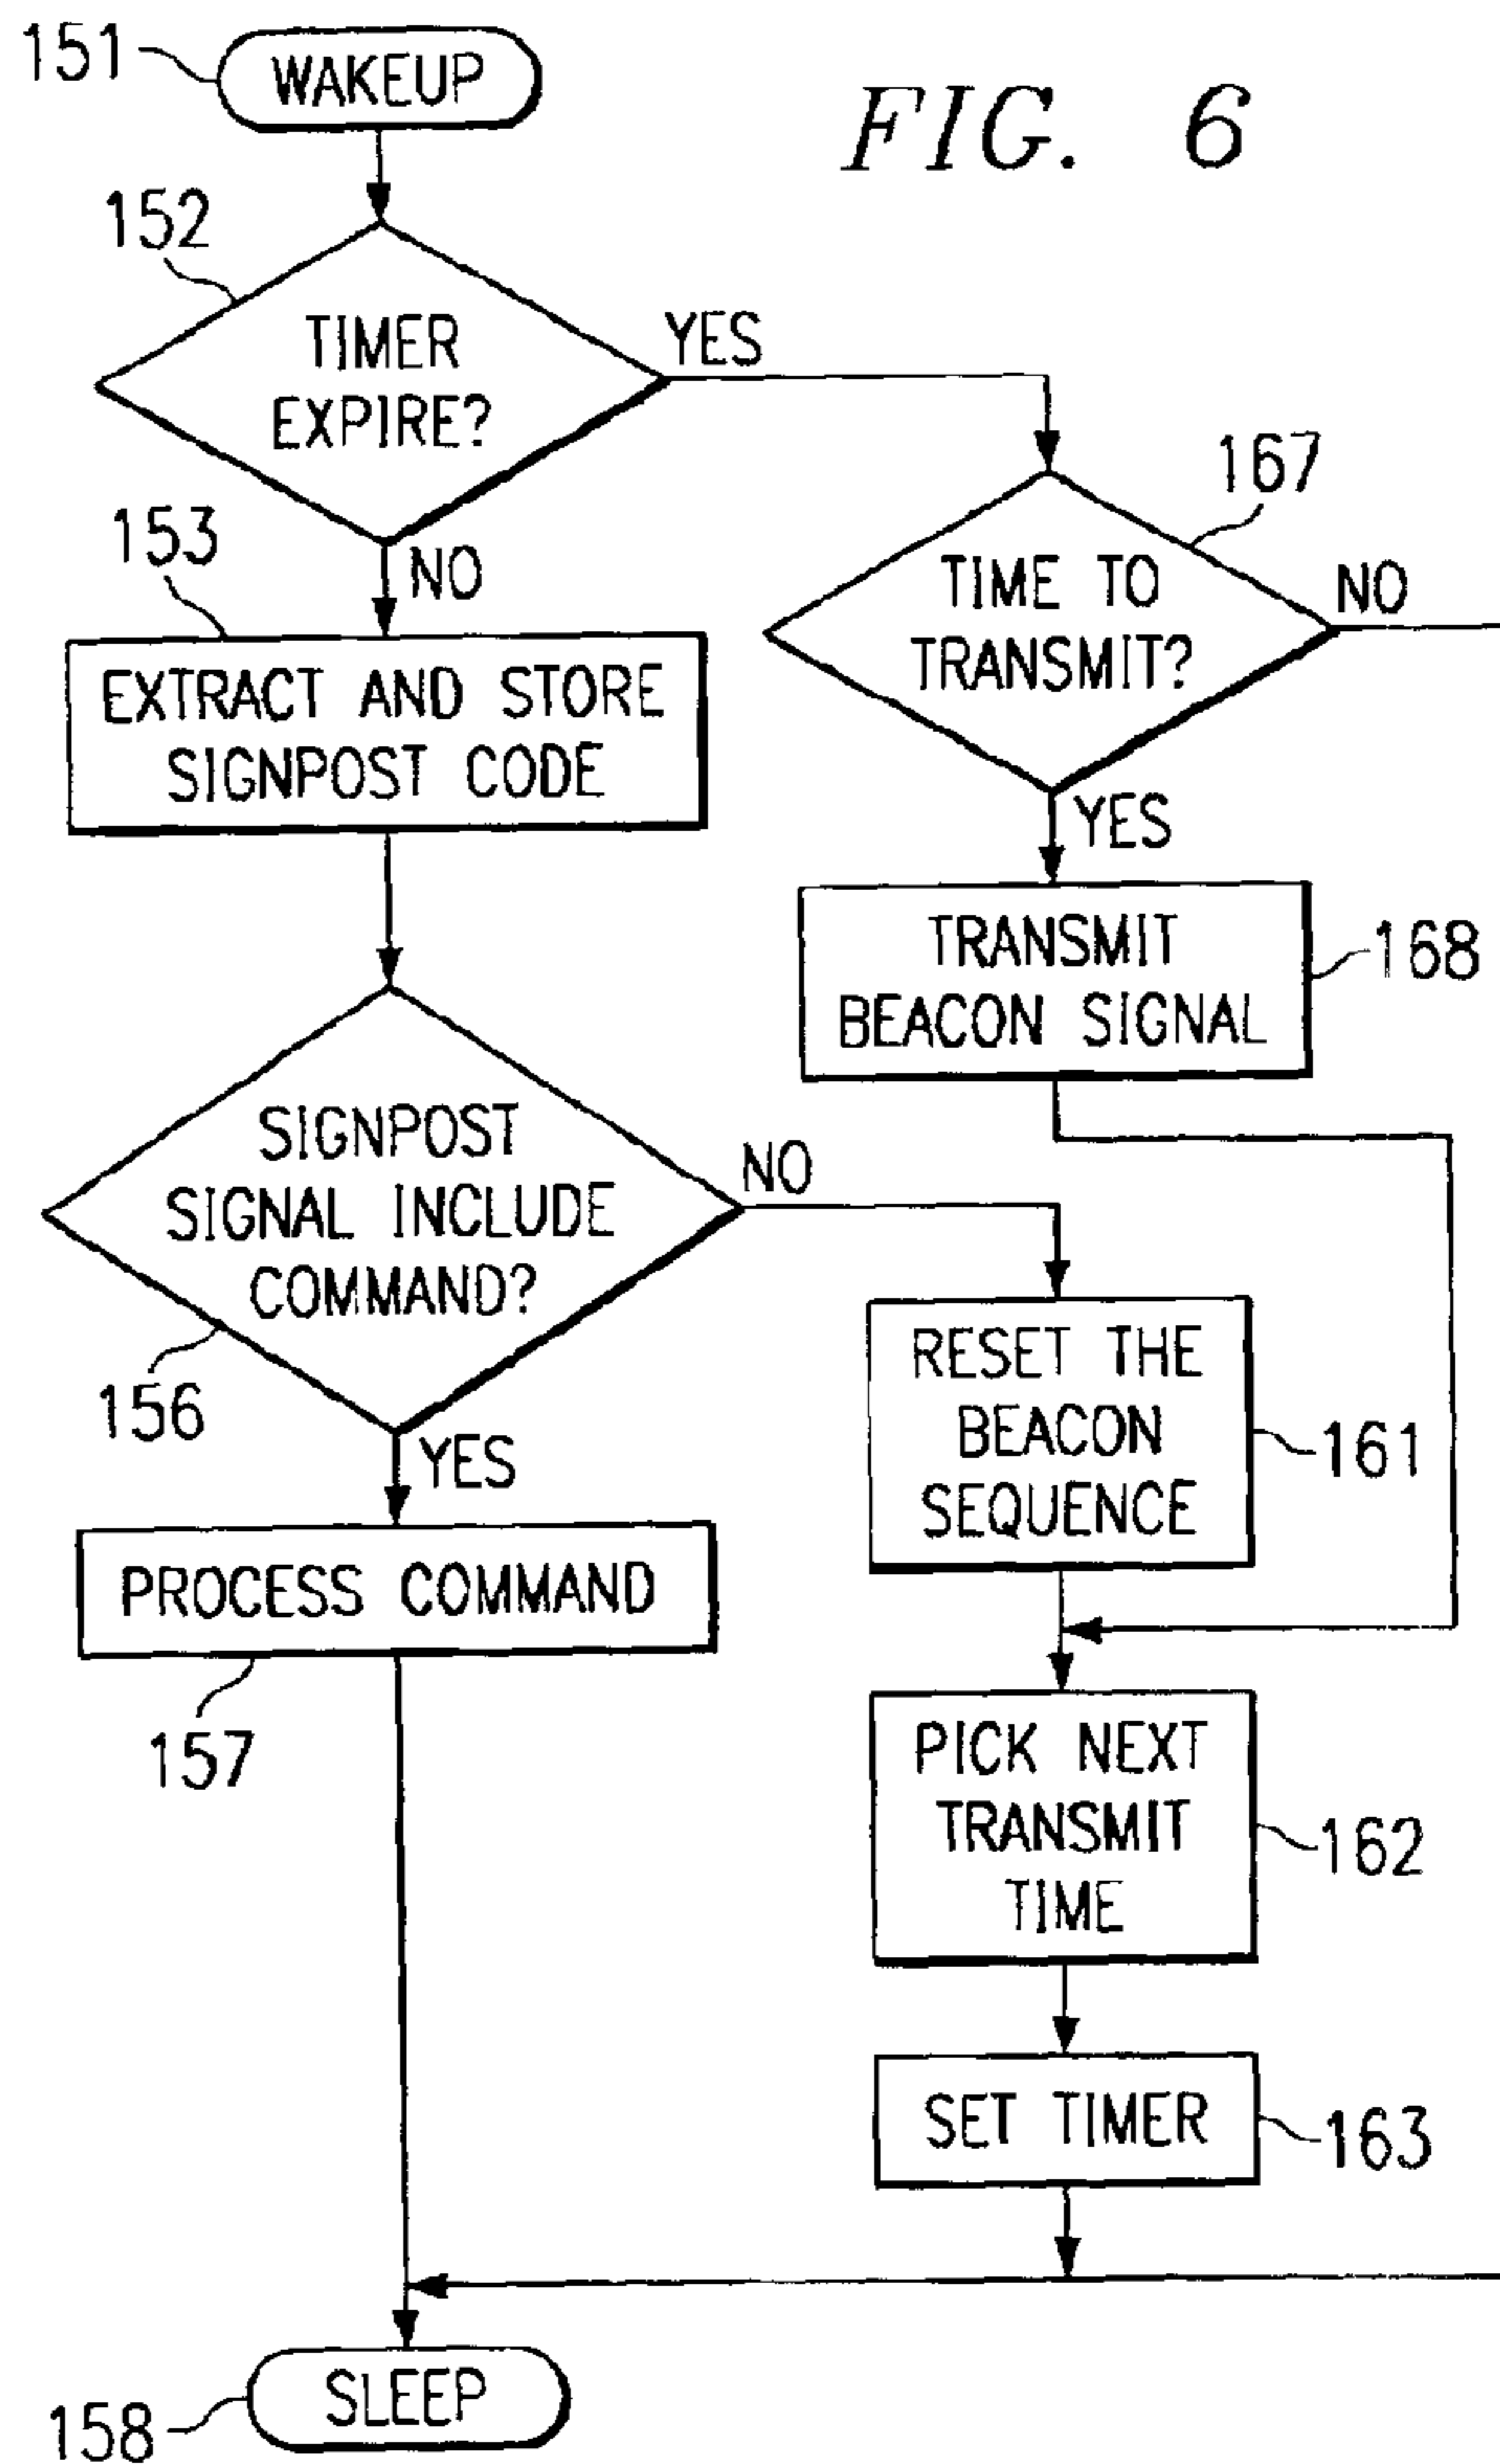 151
WAKEUP
FIG. 6
152
TIMER
EXPIRE?
YES
NO
153
EXTRACT AND STORE
SIGNPOST CODE
167
TIME TO
TRANSMIT?
NO
YES
TRANSMIT
BEACON SIGNAL
168
SIGNPOST
SIGNAL INCLUDE
COMMAND?
NO
156
YES
RESET THE
BEACON
SEQUENCE
161
PROCESS COMMAND
157
PICK NEXT
TRANSMIT
TIME
162
SET TIMER
163
SLEEP
158